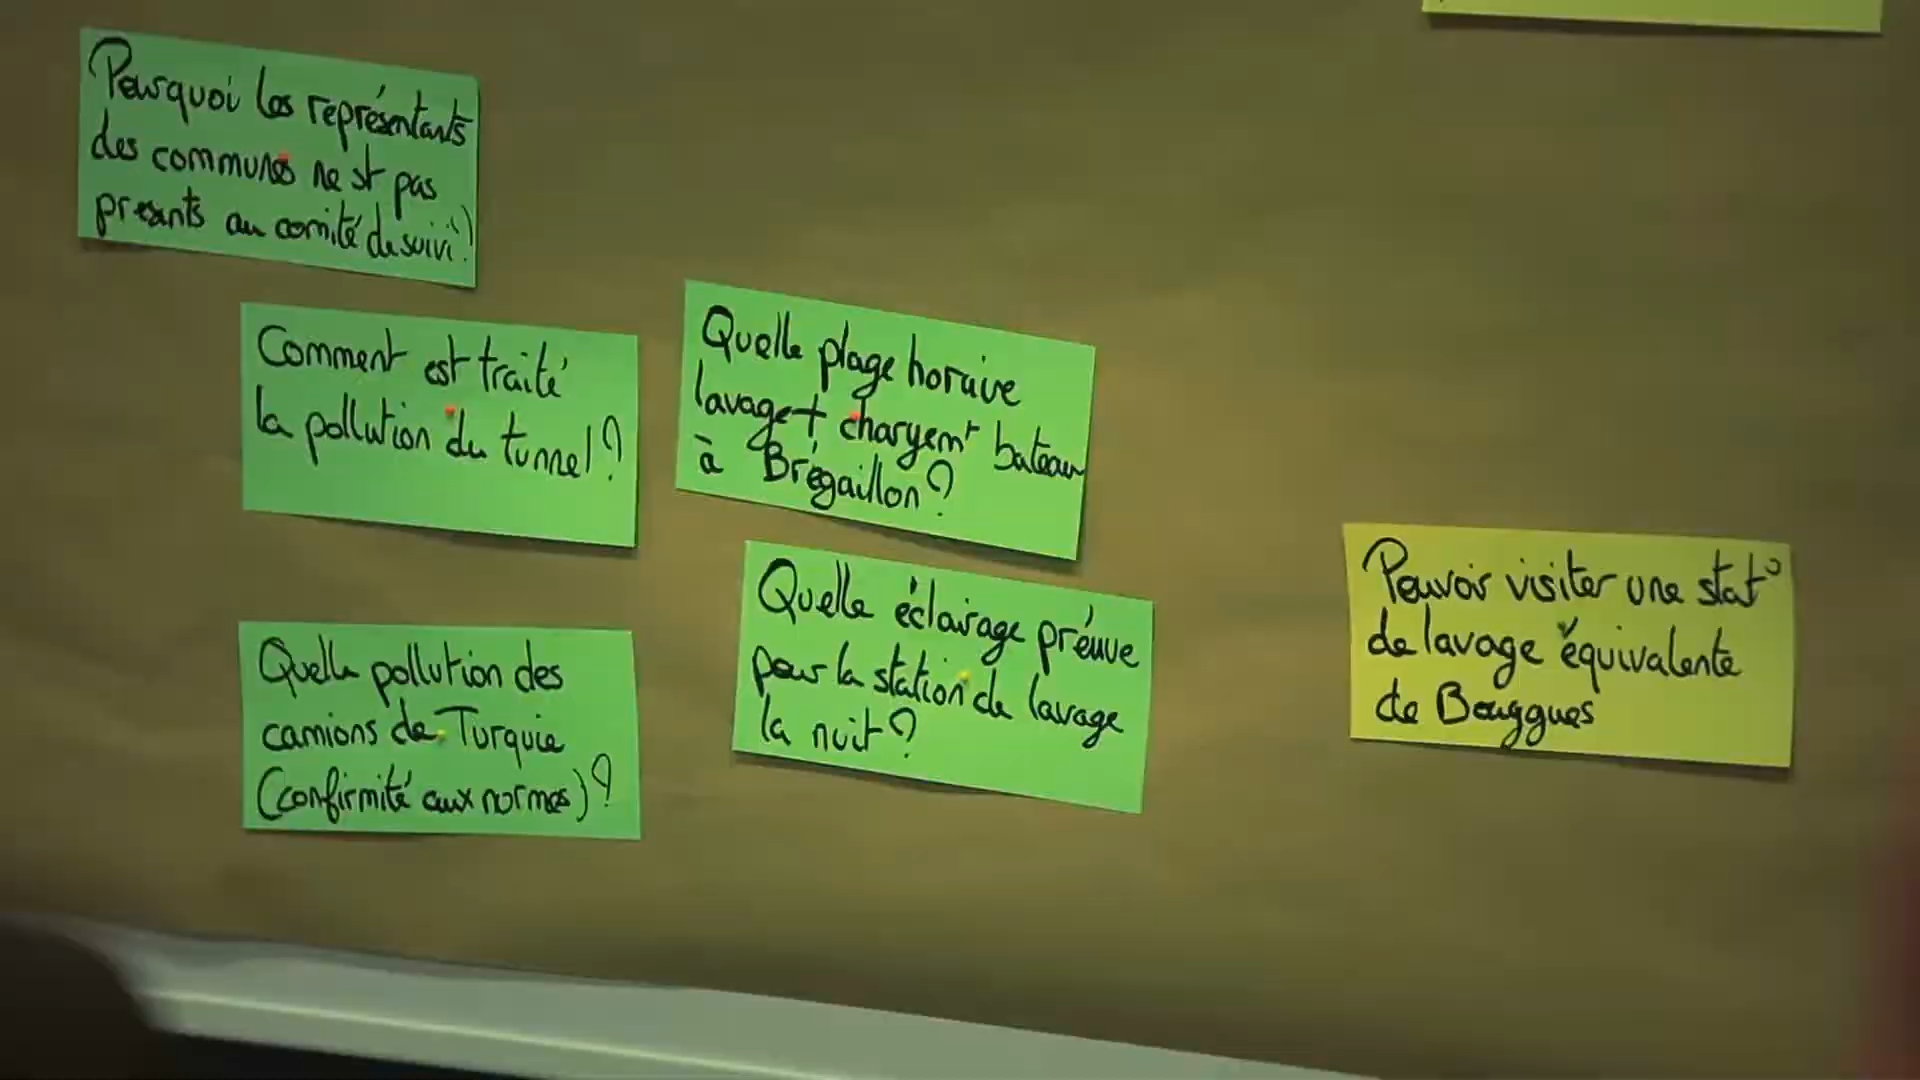 Pourquoi les représentants
des communes ne st pas
présents au comité de suivi?
Comment est traité
la pollution du tunnel?
Quelle plage horaire
lavage + chargemt bateau
à Brégaillon?
Quelle pollution des
camions de Turquie
(confirmité aux normes)?
Quelle éclairage prévue
pour la station de lavage
la nuit?
Pouvoir visiter une stat°
de lavage équivalente
de Bouygues